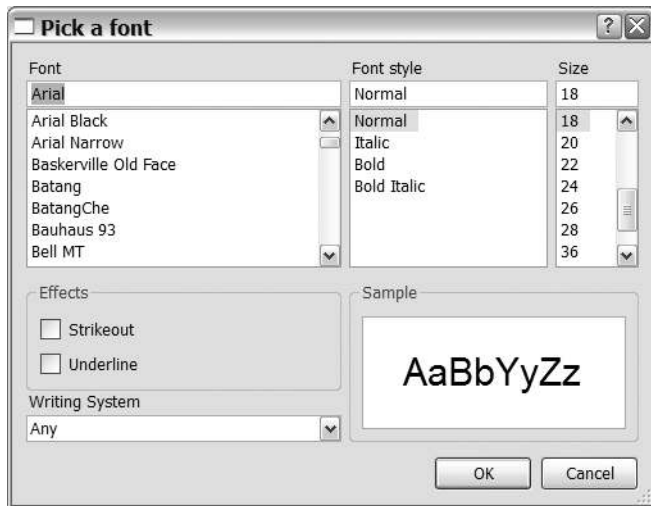 Pick a font
Font
Arial
Arial Black
Arial Narrow
Baskerville Old Face
Batang
BatangChe
Bauhaus 93
Bell MT
Font style
Normal
Normal
Italic
Bold
Bold Italic
Size
18
18
20
22
24
26
28
36
Effects
Strikeout
Underline
Writing System
Any
Sample
AaBbYyZz
OK
Cancel